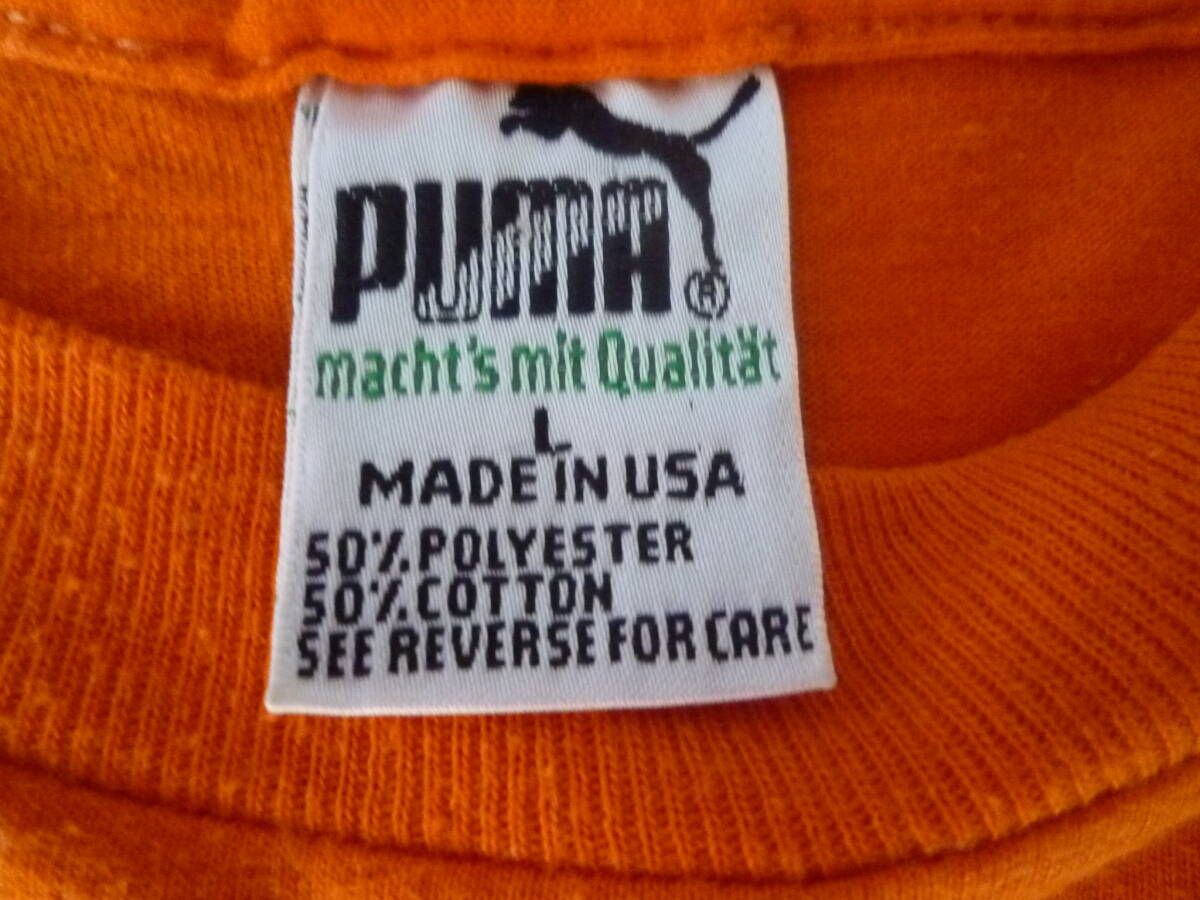 PUMA ®
macht's mit Qualität
L
MADE IN USA
50% POLYESTER
50% COTTON
SEE REVERSE FOR CARE